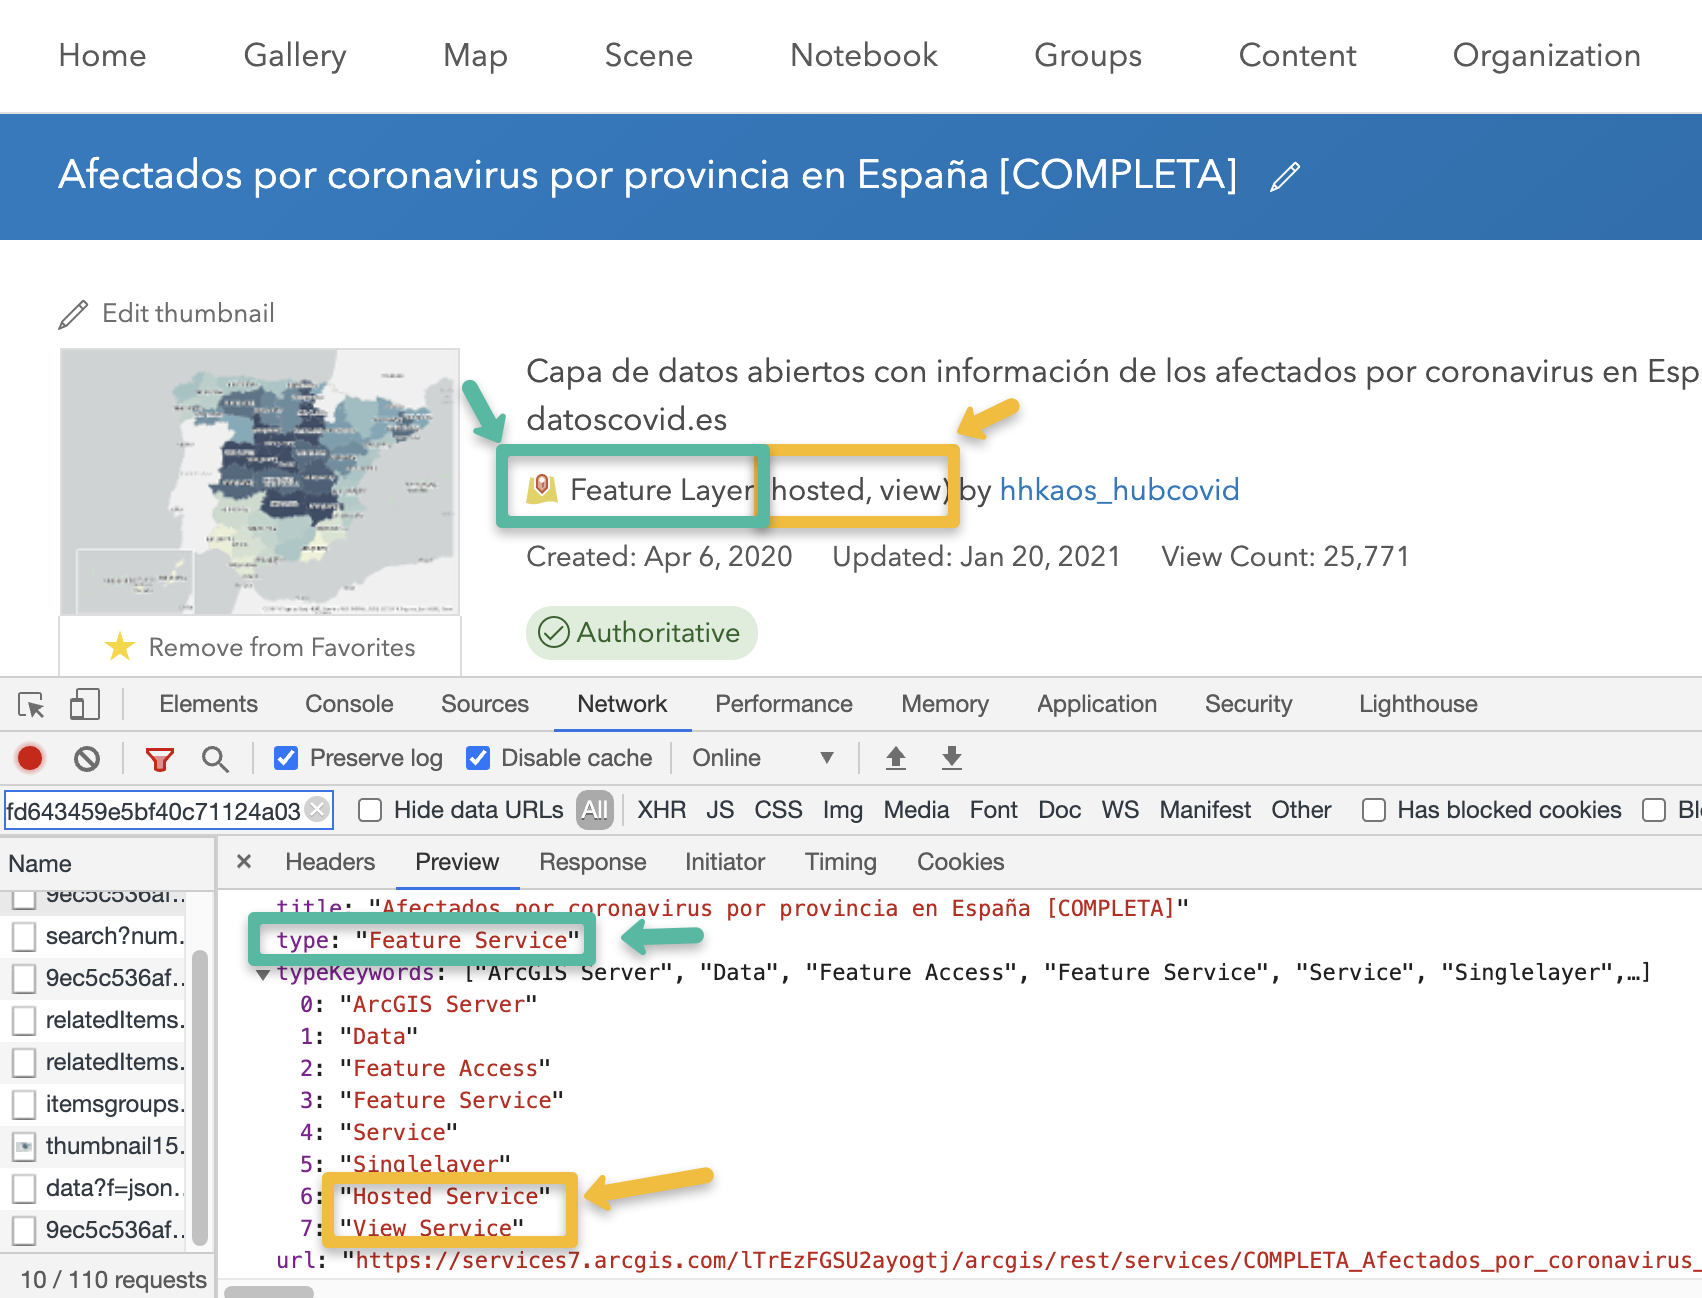 Home Gallery Map Scene Notebook Groups Content Organization
Afectados por coronavirus por provincia en España [COMPLETA]
Edit thumbnail
Capa de datos abiertos con información de los afectados por coronavirus en Esp
datoscovid.es
Feature Layer hosted, view) by hhkaos_hubcovid
Created: Apr 6, 2020 Updated: Jan 20, 2021 View Count: 25,771
Authoritative
Remove from Favorites
Elements Console Sources Network Performance Memory Application Security Lighthouse
Preserve log Disable cache Online
fd643459e5bf40c71124a03 Hide data URLs All XHR JS CSS Img Media Font Doc WS Manifest Other Has blocked cookies Bl
Name
Headers Preview Response Initiator Timing Cookies
9ec5c536af...
search?num...
9ec5c536af...
relatedItems...
relatedItems...
itemsgroups...
thumbnail15...
data?f=json...
9ec5c536af...
10 / 110 requests
title: "Afectados por coronavirus por provincia en España [COMPLETA]"
type: "Feature Service"
typeKeywords: ["ArcGIS Server", "Data", "Feature Access", "Feature Service", "Service", "Singlelayer",…]
0: "ArcGIS Server"
1: "Data"
2: "Feature Access"
3: "Feature Service"
4: "Service"
5: "Singlelayer"
6: "Hosted Service"
7: "View Service"
url: "https://services7.arcgis.com/lTrEzFGSU2ayogtj/arcgis/rest/services/COMPLETA_Afectados_por_coronavirus_